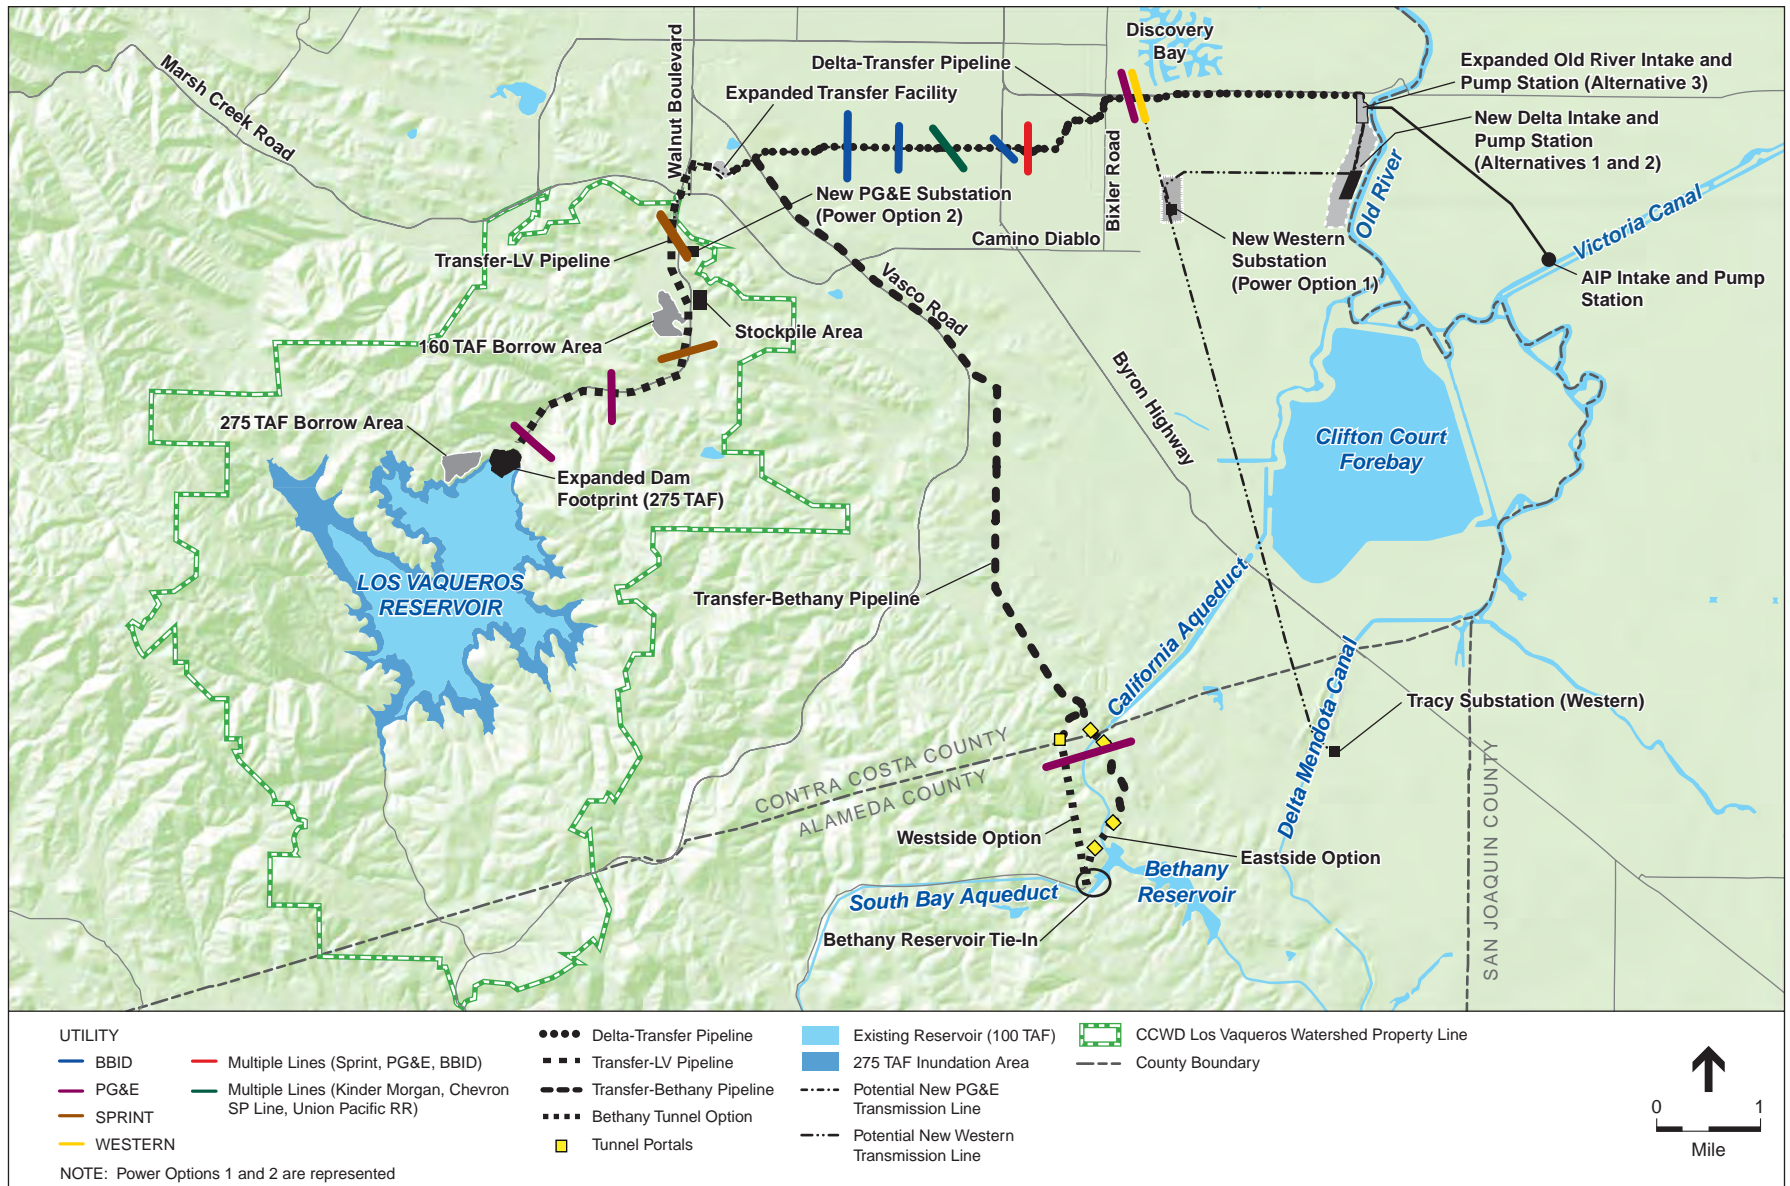 Discovery
Bay
Walnut Boulevard
Marsh Creek Road
Delta-Transfer Pipeline
Expanded Transfer Facility
Expanded Old River Intake and
Pump Station (Alternative 3)
New Delta Intake and
Pump Station
(Alternatives 1 and 2)
Bixler Road
Old River
Victoria Canal
New PG&E Substation
(Power Option 2)
Camino Diablo
New Western
Substation
(Power Option 1)
AIP Intake and Pump
Station
Transfer-LV Pipeline
Vasco Road
Stockpile Area
160 TAF Borrow Area
Byron Highway
275 TAF Borrow Area
Clifton Court
Forebay
Expanded Dam
Footprint (275 TAF)
LOS VAQUEROS
RESERVOIR
Transfer-Bethany Pipeline
California Aqueduct
Delta Mendota Canal
Tracy Substation (Western)
CONTRA COSTA COUNTY
ALAMEDA COUNTY
SAN JOAQUIN COUNTY
Westside Option
Eastside Option
Bethany
Reservoir
South Bay Aqueduct
Bethany Reservoir Tie-In
UTILITY
BBID
PG&E
SPRINT
WESTERN
Multiple Lines (Sprint, PG&E, BBID)
Multiple Lines (Kinder Morgan, Chevron
SP Line, Union Pacific RR)
Delta-Transfer Pipeline
Transfer-LV Pipeline
Transfer-Bethany Pipeline
Bethany Tunnel Option
Tunnel Portals
Existing Reservoir (100 TAF)
275 TAF Inundation Area
Potential New PG&E
Transmission Line
Potential New Western
Transmission Line
CCWD Los Vaqueros Watershed Property Line
County Boundary
0 1
Mile
NOTE: Power Options 1 and 2 are represented